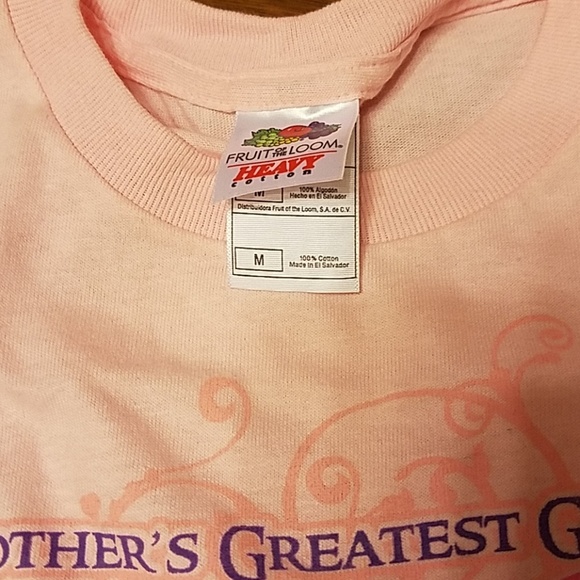 FRUIT OF THE LOOM®
HEAVY
cotton
M
100% Algodon
Hecho en El Salvador
Distribuidora Fruit of the Loom, S.A. de C.V.
M
100% Cotton
Made in El Salvador
OTHER'S GREATEST G